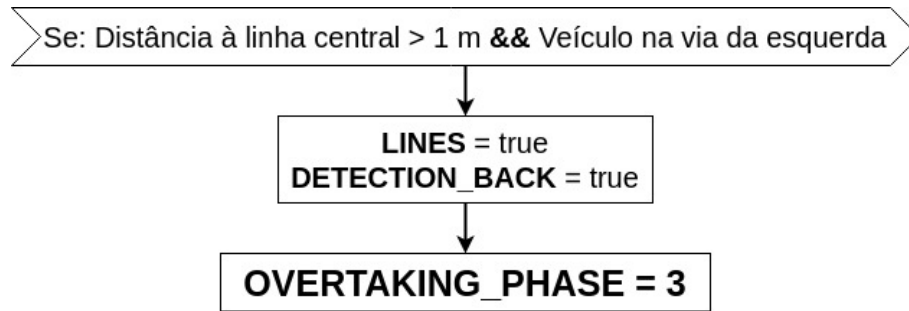 Se: Distância à linha central > 1 m && Veículo na via da esquerda
LINES = true
DETECTION_BACK = true
OVERTAKING_PHASE = 3